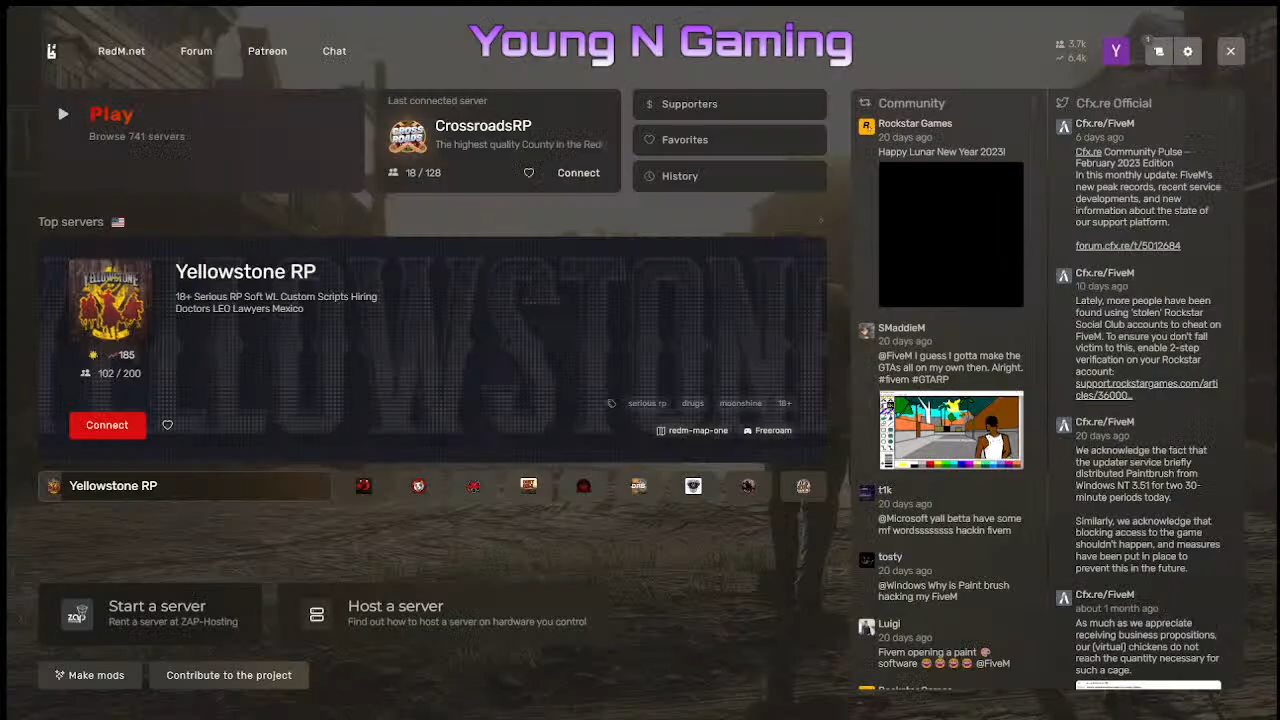 Young N Gaming
RedM.net
Forum
Patreon
Chat
3.7k
6.4k
Y
1
Play
Browse 741 servers
Last connected server
CrossroadsRP
The highest quality County in the Red
18 / 128
Connect
$ Supporters
Favorites
History
Top servers
YELLOWSTONE
Yellowstone RP
18+ Serious RP Soft WL Custom Scripts Hiring
Doctors LEO Lawyers Mexico
185
102 / 200
Connect
serious rp
drugs
moonshine
18+
redm-map-one
Freeroam
Yellowstone RP
Start a server
Rent a server at ZAP-Hosting
Host a server
Find out how to host a server on hardware you control
Make mods
Contribute to the project
Community
Rockstar Games
20 days ago
Happy Lunar New Year 2023!
SMaddieM
20 days ago
@FiveM I guess I gotta make the
GTAs all on my own then. Alright.
#fivem #GTARP
t1k
20 days ago
@Microsoft yall betta have some
mf wordssssssss hackin fivem
tosty
20 days ago
@Windows Why is Paint brush
hacking my FiveM
Luigi
20 days ago
Fivem opening a paint
software @FiveM
Rockstar Games
Cfx.re Official
Cfx.re/FiveM
6 days ago
Cfx.re Community Pulse –
February 2023 Edition
In this monthly update: FiveM's
new peak records, recent service
developments, and new
information about the state of
our support platform.
forum.cfx.re/t/5012684
Cfx.re/FiveM
10 days ago
Lately, more people have been
found using 'stolen' Rockstar
Social Club accounts to cheat on
FiveM. To ensure you don't fall
victim to this, enable 2-step
verification on your Rockstar
account:
support.rockstargames.com/arti
cles/36000…
Cfx.re/FiveM
20 days ago
We acknowledge the fact that
the updater service briefly
distributed Paintbrush from
Windows NT 3.51 for two 30-
minute periods today.
Similarly, we acknowledge that
blocking access to the game
shouldn't happen, and measures
have been put in place to
prevent this in the future.
Cfx.re/FiveM
about 1 month ago
As much as we appreciate
receiving business propositions,
our (virtual) chickens do not
reach the quantity necessary for
such a cage.